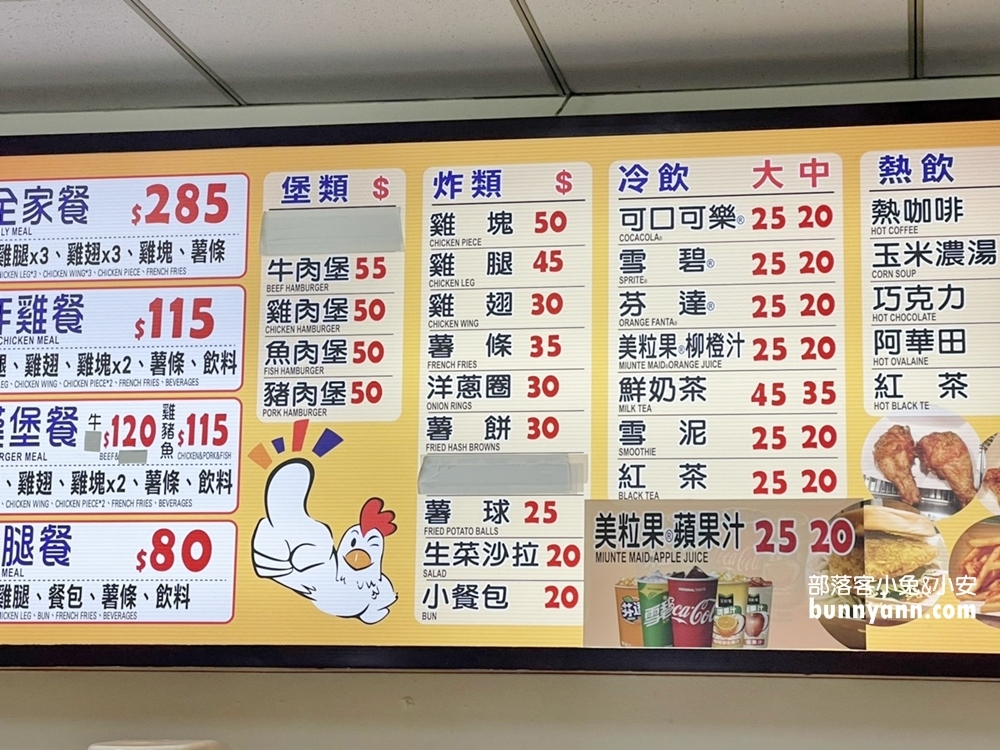 全家餐 $285
LY MEAL
雞腿x3、雞翅x3、雞塊、薯條
ICKEN LEG*3、CHICKEN WING*3、CHICKEN PIECE、FRENCH FRIES
炸雞餐 $115
CHICKEN MEAL
腿、雞翅、雞塊x2、薯條、飲料
EG、CHICKEN WING、CHICKEN PIECE*2、FRENCH FRIES、BEVERAGES
漢堡餐 牛 $120 雞豬魚 $115
RGER MEAL BEEF& CHICKEN&PORK&FISH
、雞翅、雞塊x2、薯條、飲料
CHICKEN WING、CHICKEN PIECE*2、FRENCH FRIES、BEVERAGES
腿餐 $80
MEAL
雞腿、餐包、薯條、飲料
HICKEN LEG、BUN、FRENCH FRIES、BEVERAGES
堡類 $
牛肉堡 55
BEEF HAMBURGER
雞肉堡 50
CHICKEN HAMBURGER
魚肉堡 50
FISH HAMBURGER
豬肉堡 50
PORK HAMBURGER
炸類 $
雞塊 50
CHICKEN PIECE
雞腿 45
CHICKEN LEG
雞翅 30
CHICKEN WING
薯條 35
FRENCH FRIES
洋蔥圈 30
ONION RINGS
薯餅 30
FRIED HASH BROWNS
薯球 25
FRIED POTATO BALLS
生菜沙拉 20
SALAD
小餐包 20
BUN
冷飲 大 中
可口可樂® 25 20
COCACOLA®
雪碧® 25 20
SPRITE®
芬達® 25 20
ORANGE FANTA®
美粒果®柳橙汁 25 20
MIUNTE MAID®ORANGE JUICE
鮮奶茶 45 35
MILK TEA
雪泥 25 20
SMOOTHIE
紅茶 25 20
BLACK TEA
美粒果®蘋果汁 25 20
MIUNTE MAID®APPLE JUICE
芬達 雪碧 Coca-Cola
熱飲
熱咖啡
HOT COFFEE
玉米濃湯
CORN SOUP
巧克力
HOT CHOCOLATE
阿華田
HOT OVALAINE
紅茶
HOT BLACK TE
部落客小兔&小安
bunnyann.com